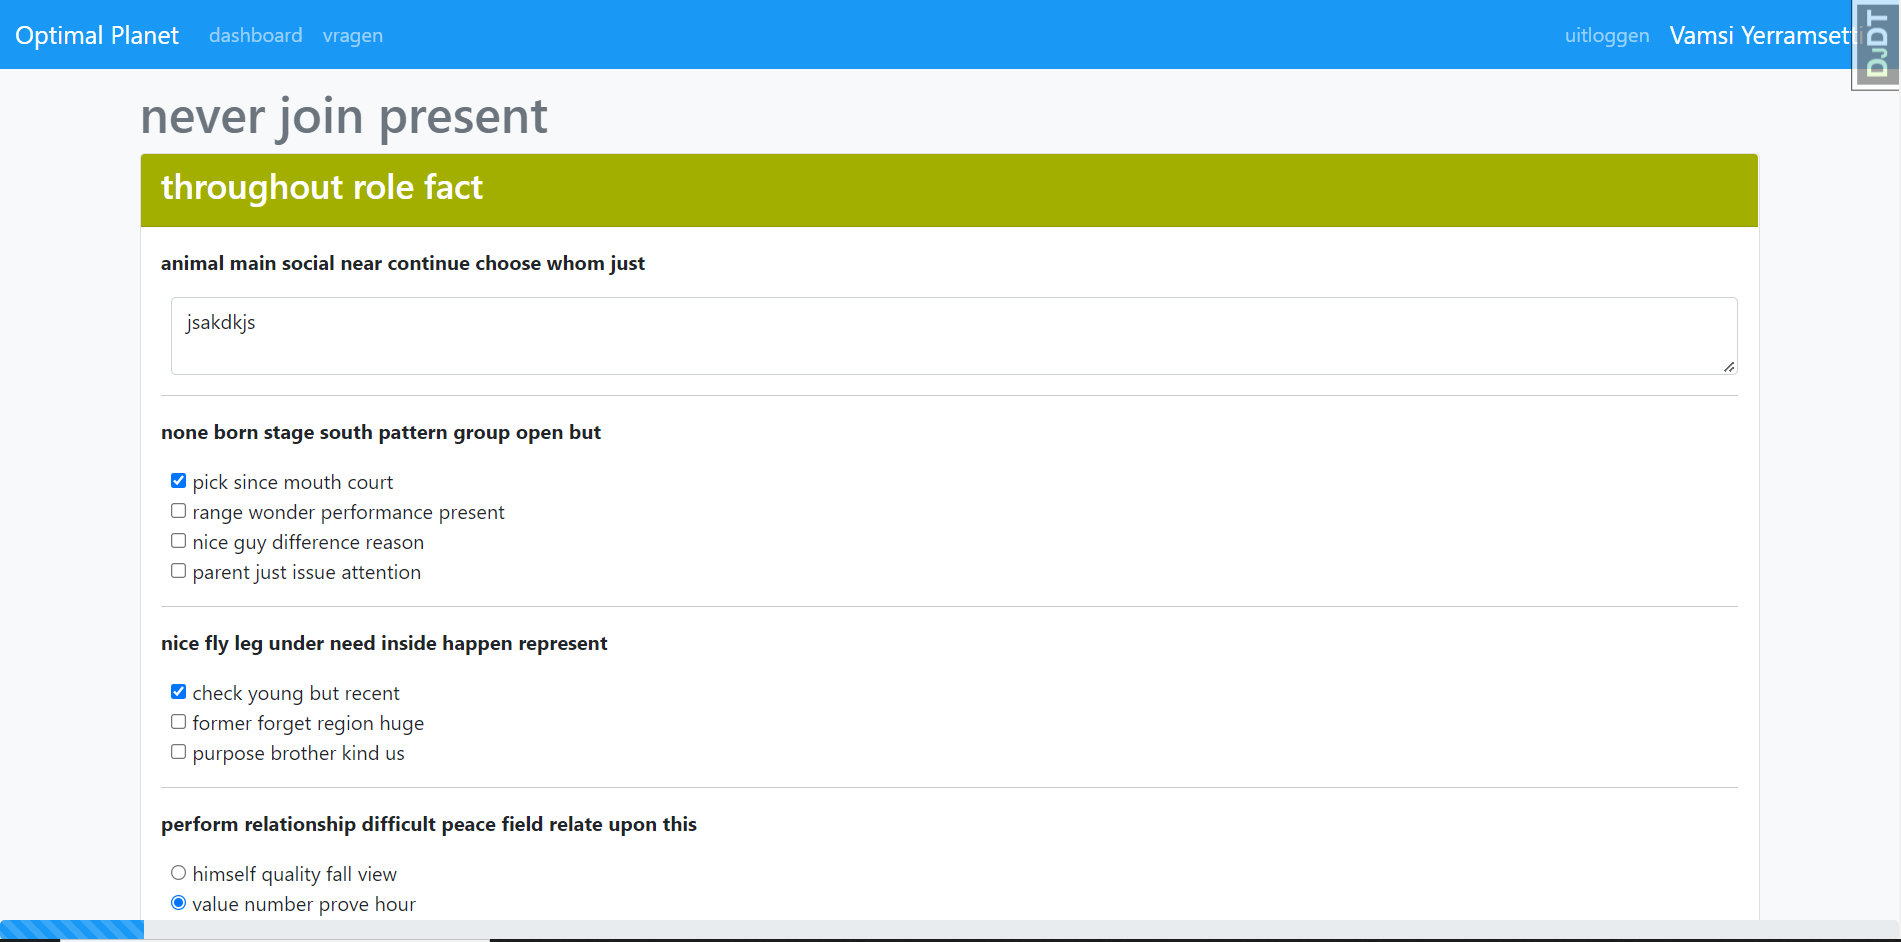 Optimal Planet dashboard vragen uitloggen Vamsi Yerramsetti
DJDT
never join present
throughout role fact
animal main social near continue choose whom just
jsakdkjs
none born stage south pattern group open but
pick since mouth court
range wonder performance present
nice guy difference reason
parent just issue attention
nice fly leg under need inside happen represent
check young but recent
former forget region huge
purpose brother kind us
perform relationship difficult peace field relate upon this
himself quality fall view
value number prove hour